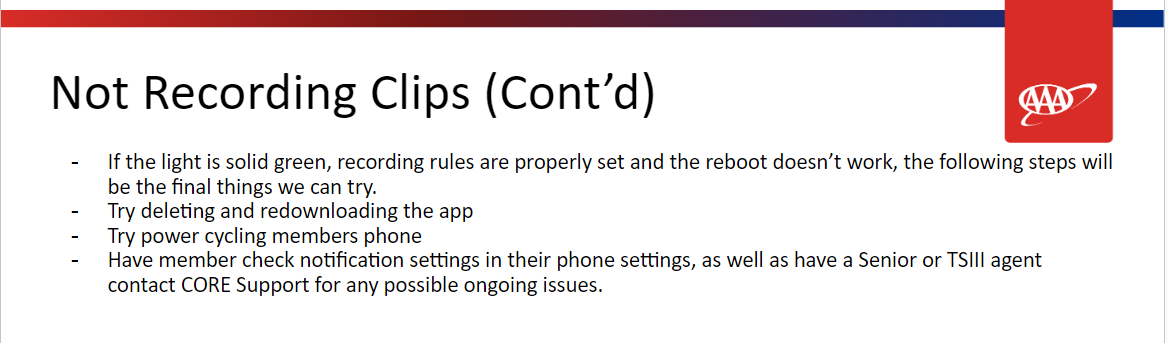 Not Recording Clips (Cont’d)
AAA
- If the light is solid green, recording rules are properly set and the reboot doesn’t work, the following steps will
be the final things we can try.
- Try deleting and redownloading the app
- Try power cycling members phone
- Have member check notification settings in their phone settings, as well as have a Senior or TSIII agent
contact CORE Support for any possible ongoing issues.